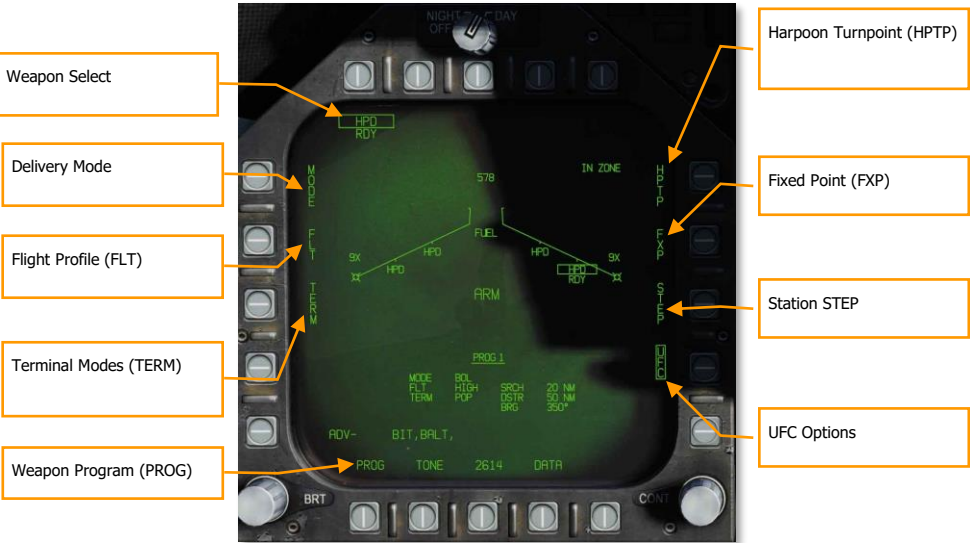 NIGHT
DAY
OFF
Harpoon Turnpoint (HPTP)
Weapon Select
HPD
RDY
Delivery Mode
MODE
578
IN ZONE
HPTP
Fixed Point (FXP)
Flight Profile (FLT)
FLT
FUEL
FXP
9X
HPD
HPD
HPD
9X
HPD
RDY
TERM
ARM
STEP
Station STEP
Terminal Modes (TERM)
PROG 1
UFC
MODE BOL
FLT HIGH SRCH 20 NM
TERM POP DSTR 50 NM
BRG 350°
UFC Options
ADV- BIT,BALT,
Weapon Program (PROG)
PROG TONE 2614 DATA
BRT
CONT